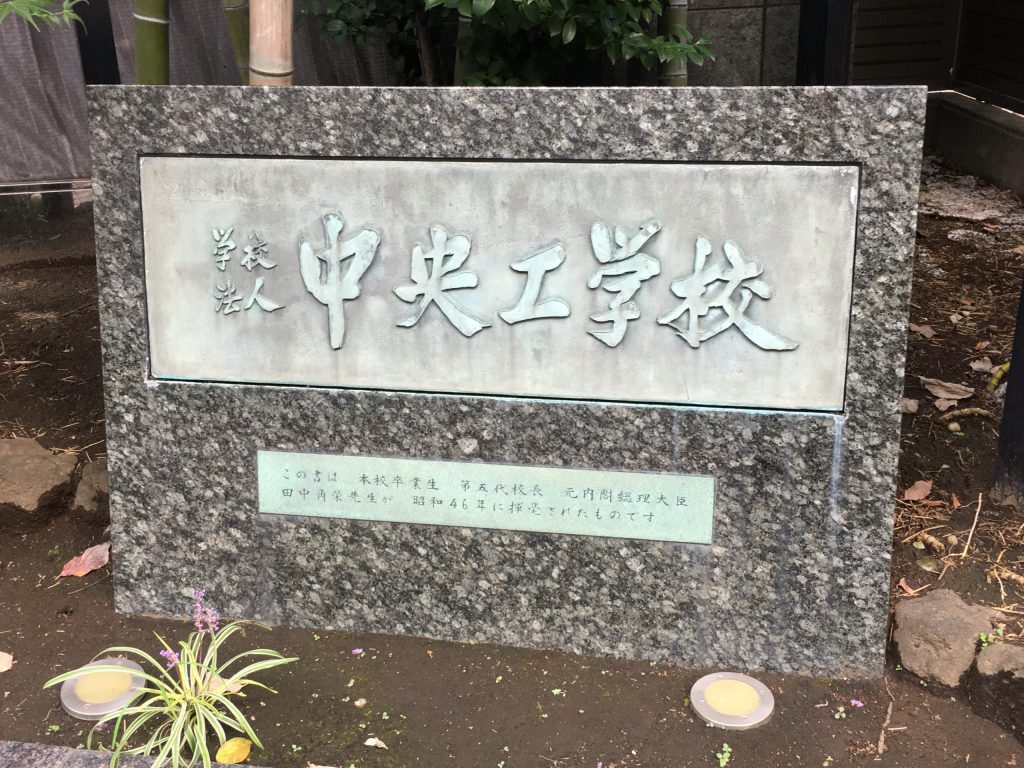 学校
法人
中央工学校
この書は 本校卒業生 第五代校長 元内閣総理大臣
田中角榮先生が 昭和46年に揮毫されたものです